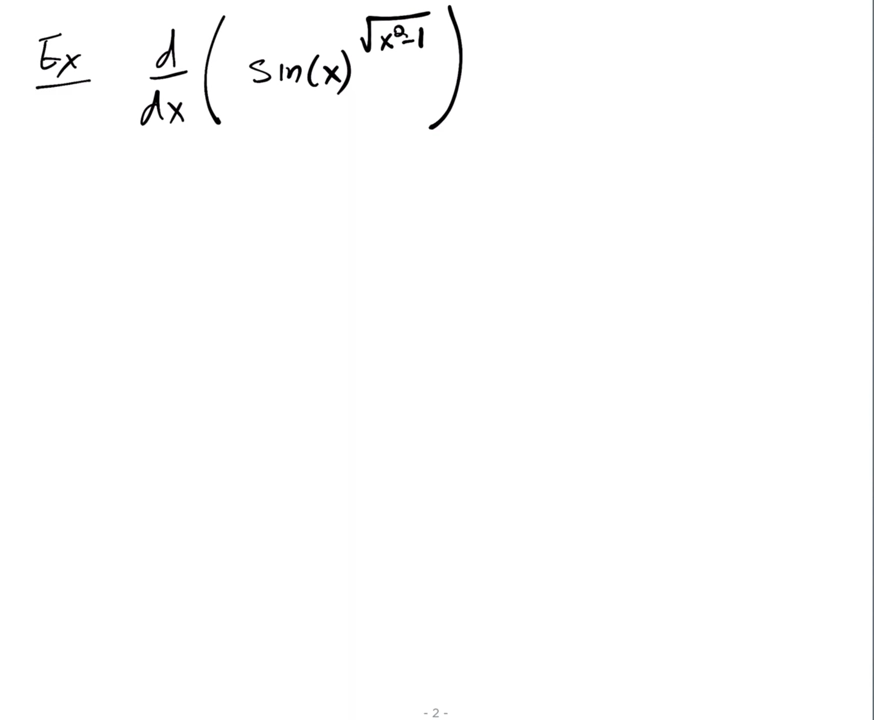 Ex d/dx ( sin(x)^√(x²-1) )
- 2 -